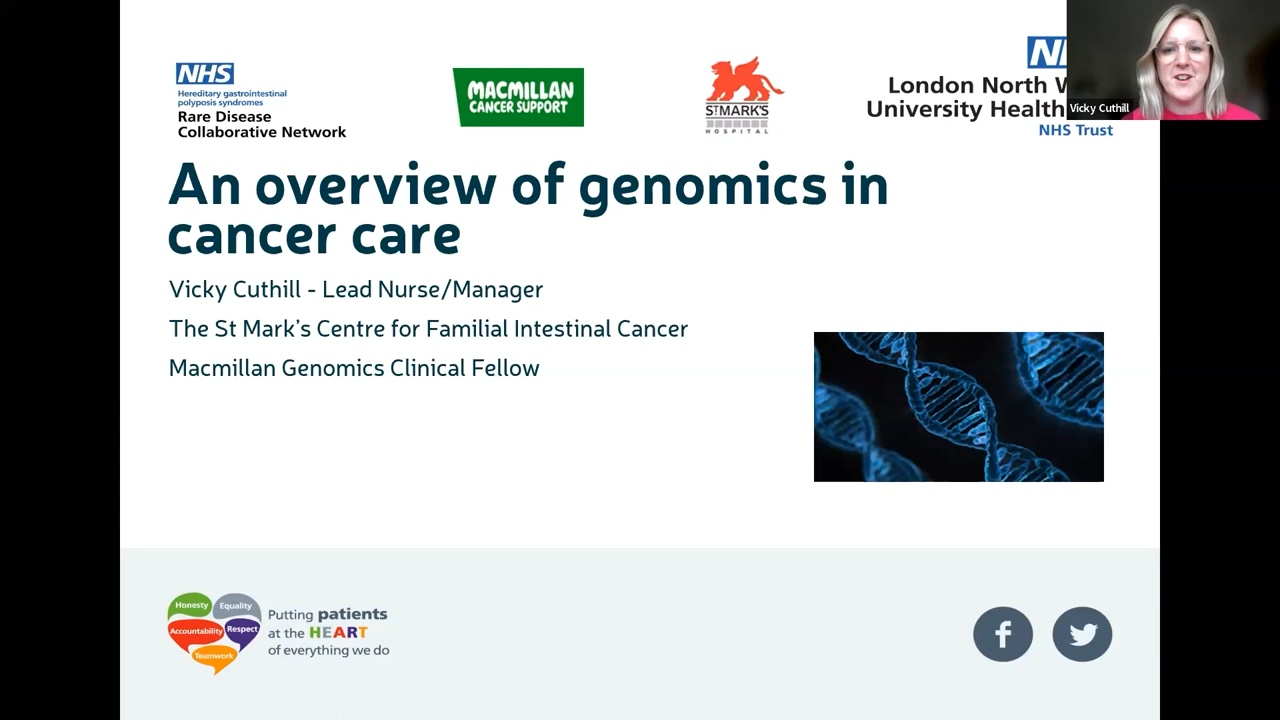 NHS
Hereditary gastrointestinal
polyposis syndromes
Rare Disease
Collaborative Network
MACMILLAN
CANCER SUPPORT
ST MARK'S
HOSPITAL
London North
University Health
NHS Trust
Vicky Cuthill
An overview of genomics in
cancer care
Vicky Cuthill - Lead Nurse/Manager
The St Mark's Centre for Familial Intestinal Cancer
Macmillan Genomics Clinical Fellow
Honesty
Equality
Accountability
Respect
Teamwork
Putting patients
at the HEART
of everything we do